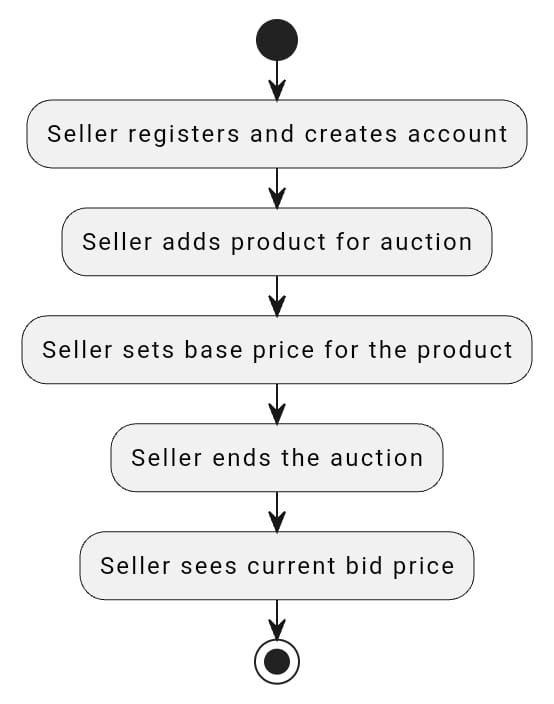 Seller registers and creates account
Seller adds product for auction
Seller sets base price for the product
Seller ends the auction
Seller sees current bid price